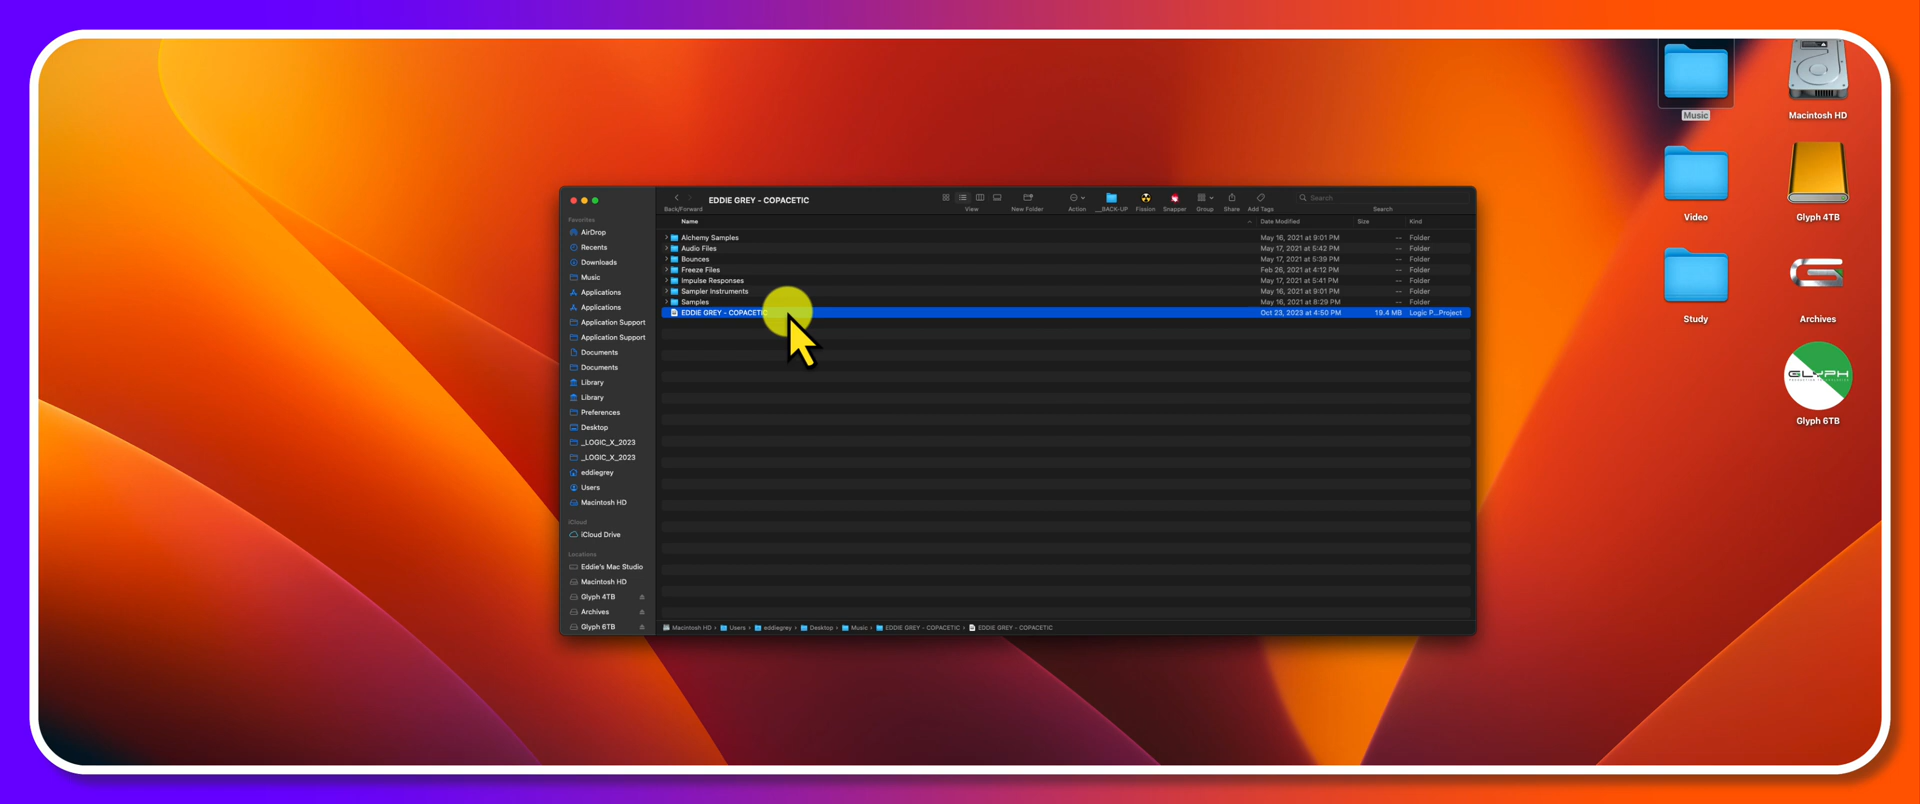 Music
Macintosh HD
Video
Glyph 4TB
Study
Archives
GLYPH
Glyph 6TB
EDDIE GREY - COPACETIC
Search
Back/Forward
View
New Folder
Action
__BACK-UP
Fission
Snapper
Group
Share
Add Tags
Search
Name
Date Modified
Size
Kind
Alchemy Samples May 16, 2021 at 9:01 PM -- Folder
Audio Files May 17, 2021 at 5:42 PM -- Folder
Bounces May 17, 2021 at 5:39 PM -- Folder
Freeze Files Feb 26, 2021 at 4:12 PM -- Folder
Impulse Responses May 17, 2021 at 5:41 PM -- Folder
Sampler Instruments May 16, 2021 at 9:01 PM -- Folder
Samples May 16, 2021 at 8:29 PM -- Folder
EDDIE GREY - COPACETIC Oct 23, 2023 at 4:50 PM 19.4 MB Logic P...Project
Favorites
AirDrop
Recents
Downloads
Music
Applications
Applications
Application Support
Application Support
Documents
Documents
Library
Library
Preferences
Desktop
_LOGIC_X_2023
_LOGIC_X_2023
eddiegrey
Users
Macintosh HD
iCloud
iCloud Drive
Locations
Eddie's Mac Studio
Macintosh HD
Glyph 4TB
Archives
Glyph 6TB
Macintosh HD › Users › eddiegrey › Desktop › Music › EDDIE GREY - COPACETIC › EDDIE GREY - COPACETIC